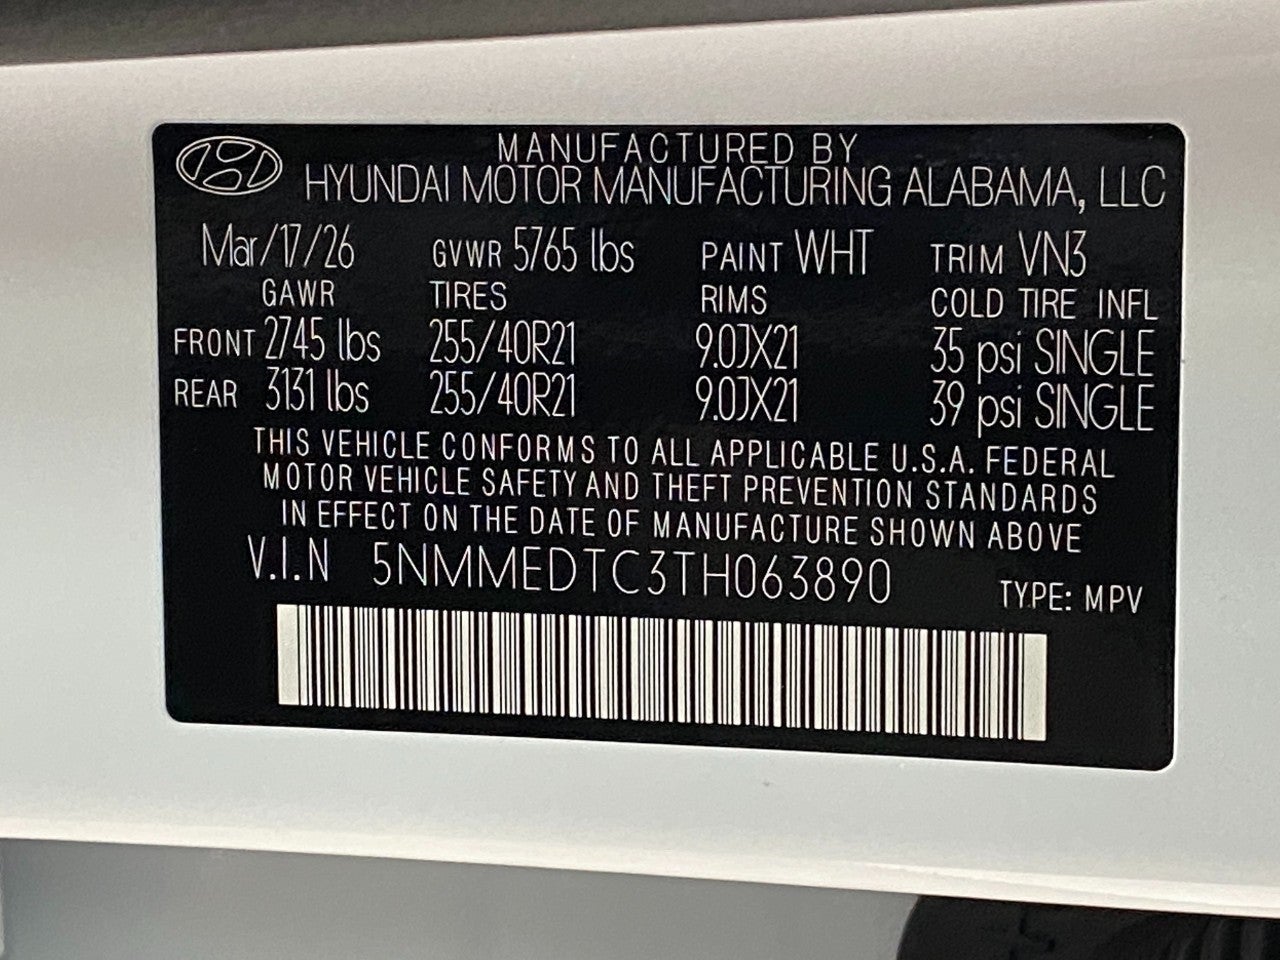 MANUFACTURED BY
HYUNDAI MOTOR MANUFACTURING ALABAMA, LLC
Mar/17/26 GVWR 5765 lbs PAINT WHT TRIM VN3
GAWR TIRES RIMS COLD TIRE INFL
FRONT 2745 lbs 255/40R21 9.0JX21 35 psi SINGLE
REAR 3131 lbs 255/40R21 9.0JX21 39 psi SINGLE
THIS VEHICLE CONFORMS TO ALL APPLICABLE U.S.A. FEDERAL
MOTOR VEHICLE SAFETY AND THEFT PREVENTION STANDARDS
IN EFFECT ON THE DATE OF MANUFACTURE SHOWN ABOVE
V.I.N 5NMMEDTC3TH063890 TYPE: MPV